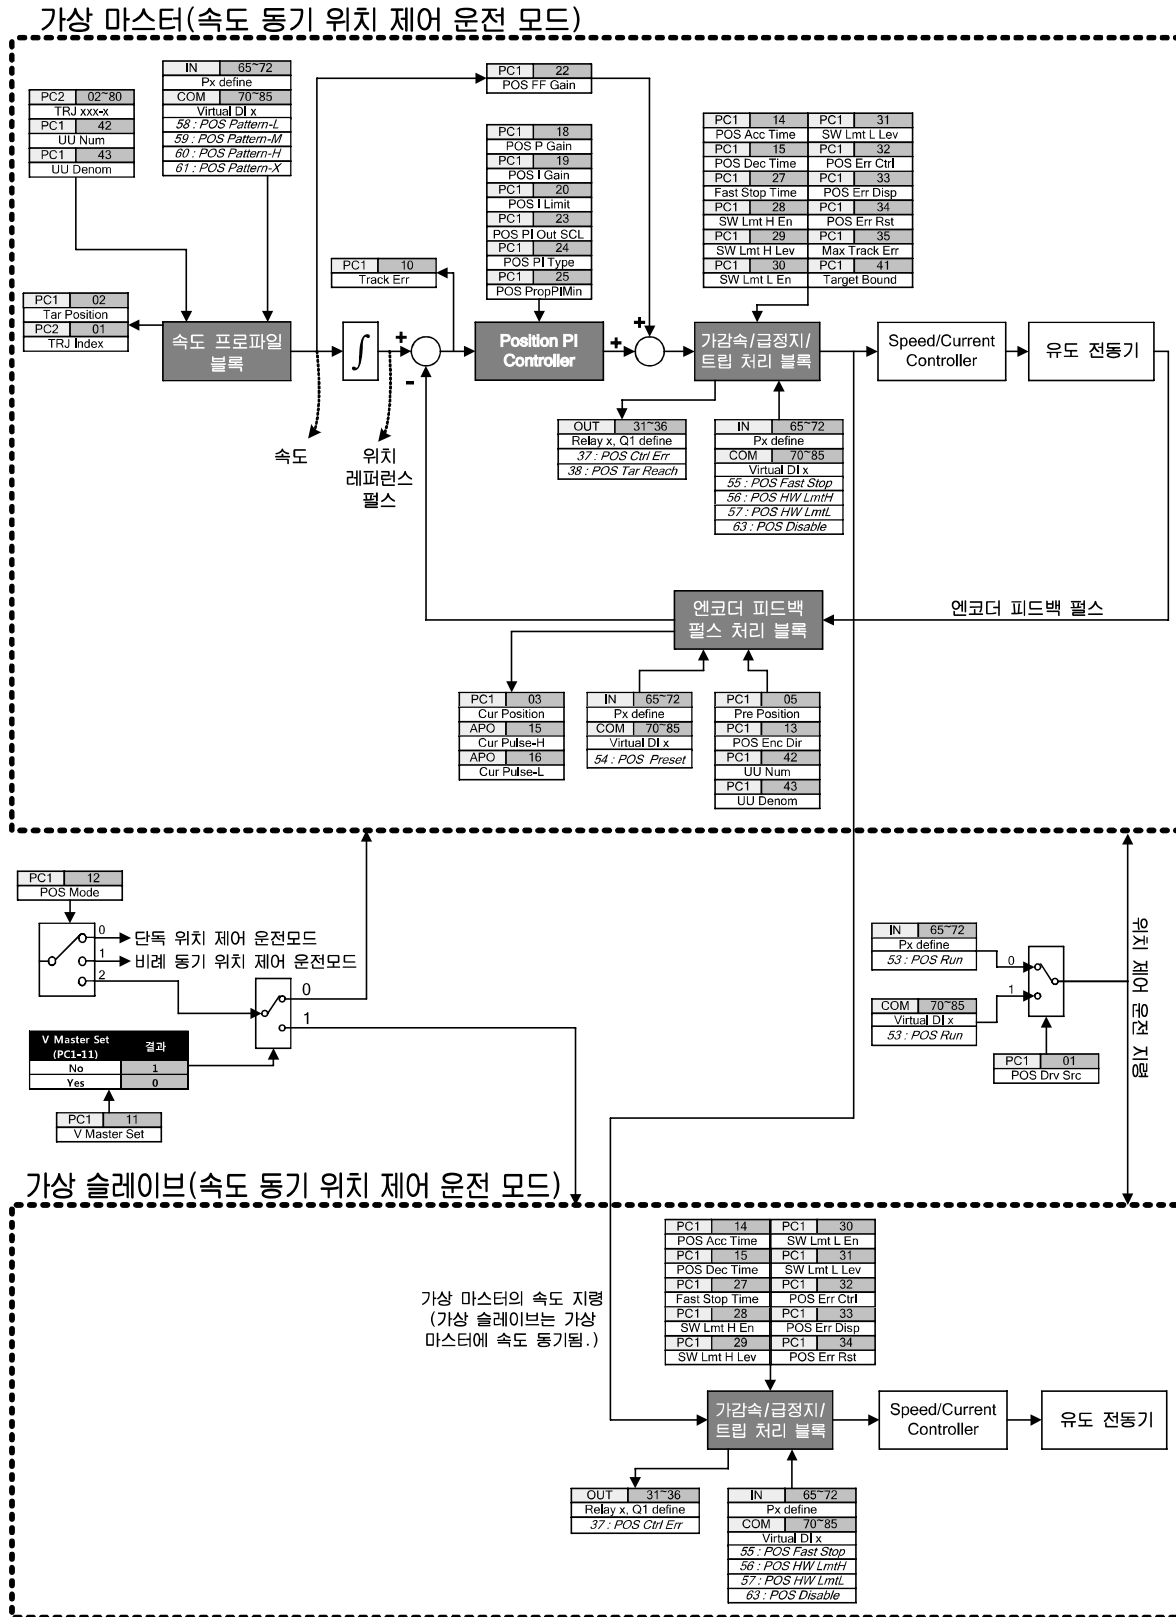 가상 마스터(속도 동기 위치 제어 운전 모드)
PC2 02~80
TRJ xxx-x
PC1 42
UU Num
PC1 43
UU Denom
IN 65~72
Px define
COM 70~85
Virtual DI x
58 : POS Pattern-L
59 : POS Pattern-M
60 : POS Pattern-H
61 : POS Pattern-X
PC1 22
POS FF Gain
PC1 18
POS P Gain
PC1 19
POS I Gain
PC1 20
POS I Limit
PC1 23
POS PI Out SCL
PC1 24
POS PI Type
PC1 25
POS PropPIMin
PC1 14 PC1 31
POS Acc Time SW Lmt L Lev
PC1 15 PC1 32
POS Dec Time POS Err Ctrl
PC1 27 PC1 33
Fast Stop Time POS Err Disp
PC1 28 PC1 34
SW Lmt H En POS Err Rst
PC1 29 PC1 35
SW Lmt H Lev Max Track Err
PC1 30 PC1 41
SW Lmt L En Target Bound
PC1 10
Track Err
PC1 02
Tar Position
PC2 01
TRJ Index
속도 프로파일
블록
∫
+
-
Position PI
Controller
+
+
가감속/급정지/
트립 처리 블록
Speed/Current
Controller
유도 전동기
속도
위치
레퍼런스
펄스
OUT 31~36
Relay x, Q1 define
37 : POS Ctrl Err
38 : POS Tar Reach
IN 65~72
Px define
COM 70~85
Virtual DI x
55 : POS Fast Stop
56 : POS HW LmtH
57 : POS HW LmtL
63 : POS Disable
엔코더 피드백
펄스 처리 블록
엔코더 피드백 펄스
PC1 03
Cur Position
APO 15
Cur Pulse-H
APO 16
Cur Pulse-L
IN 65~72
Px define
COM 70~85
Virtual DI x
54 : POS Preset
PC1 05
Pre Position
PC1 13
POS Enc Dir
PC1 42
UU Num
PC1 43
UU Denom
PC1 12
POS Mode
0 단독 위치 제어 운전모드
1 비례 동기 위치 제어 운전모드
2
0
1
V Master Set
(PC1-11) 결과
No 1
Yes 0
PC1 11
V Master Set
IN 65~72
Px define
53 : POS Run
0
COM 70~85
Virtual DI x
53 : POS Run
1
PC1 01
POS Drv Src
위치 제어 운전 지령
가상 슬레이브(속도 동기 위치 제어 운전 모드)
가상 마스터의 속도 지령
(가상 슬레이브는 가상
마스터에 속도 동기됨.)
PC1 14 PC1 30
POS Acc Time SW Lmt L En
PC1 15 PC1 31
POS Dec Time SW Lmt L Lev
PC1 27 PC1 32
Fast Stop Time POS Err Ctrl
PC1 28 PC1 33
SW Lmt H En POS Err Disp
PC1 29 PC1 34
SW Lmt H Lev POS Err Rst
가감속/급정지/
트립 처리 블록
Speed/Current
Controller
유도 전동기
OUT 31~36
Relay x, Q1 define
37 : POS Ctrl Err
IN 65~72
Px define
COM 70~85
Virtual DI x
55 : POS Fast Stop
56 : POS HW LmtH
57 : POS HW LmtL
63 : POS Disable